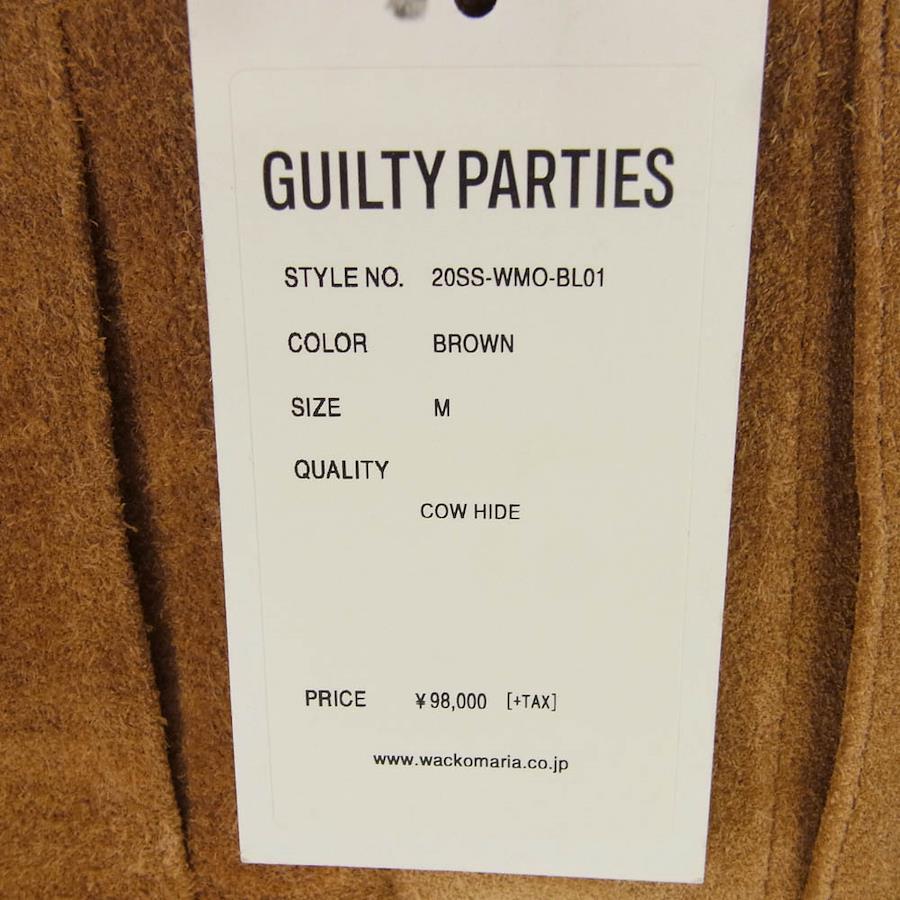 GUILTY PARTIES
STYLE NO. 20SS-WMO-BL01
COLOR BROWN
SIZE M
QUALITY
COW HIDE
PRICE ¥98,000 [+TAX]
www.wackomaria.co.jp